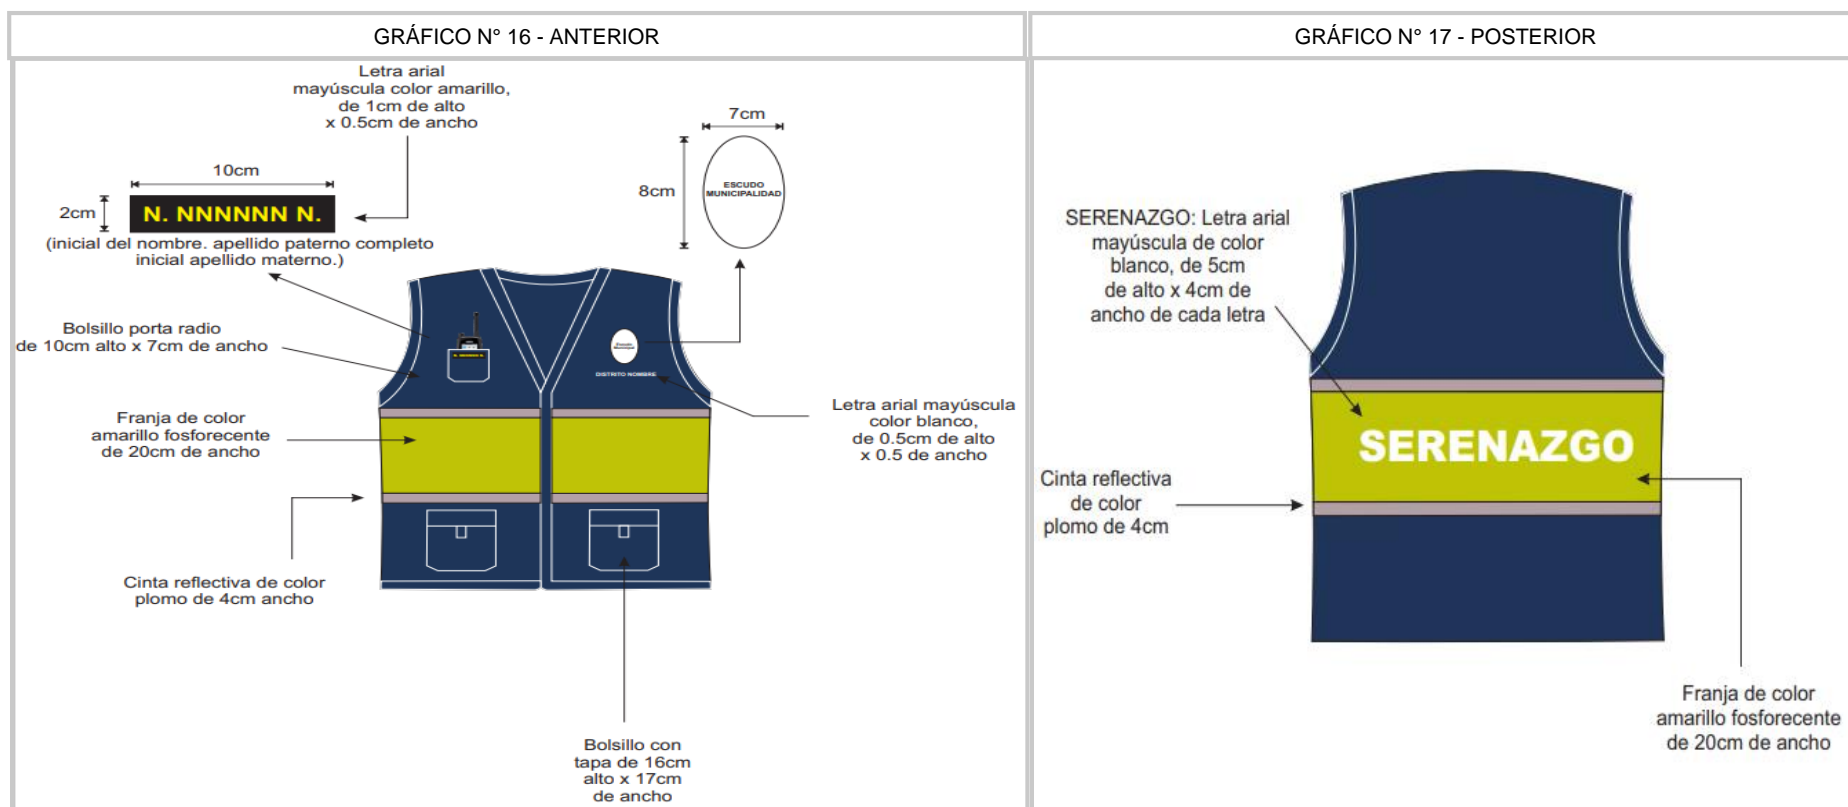 GRÁFICO N° 16 - ANTERIOR
Letra arial
mayúscula color amarillo,
de 1cm de alto
x 0.5cm de ancho
10cm
2cm
N. NNNNNN N.
(inicial del nombre. apellido paterno completo
inicial apellido materno.)
7cm
8cm
ESCUDO
MUNICIPALIDAD
Bolsillo porta radio
de 10cm alto x 7cm de ancho
N. NNNNNN N.
Escudo
Municipal
DISTRITO NOMBRE
Franja de color
amarillo fosforecente
de 20cm de ancho
Letra arial mayúscula
color blanco,
de 0.5cm de alto
x 0.5 de ancho
Cinta reflectiva de color
plomo de 4cm ancho
Bolsillo con
tapa de 16cm
alto x 17cm
de ancho
GRÁFICO N° 17 - POSTERIOR
SERENAZGO: Letra arial
mayúscula de color
blanco, de 5cm
de alto x 4cm de
ancho de cada letra
SERENAZGO
Cinta reflectiva
de color
plomo de 4cm
Franja de color
amarillo fosforecente
de 20cm de ancho